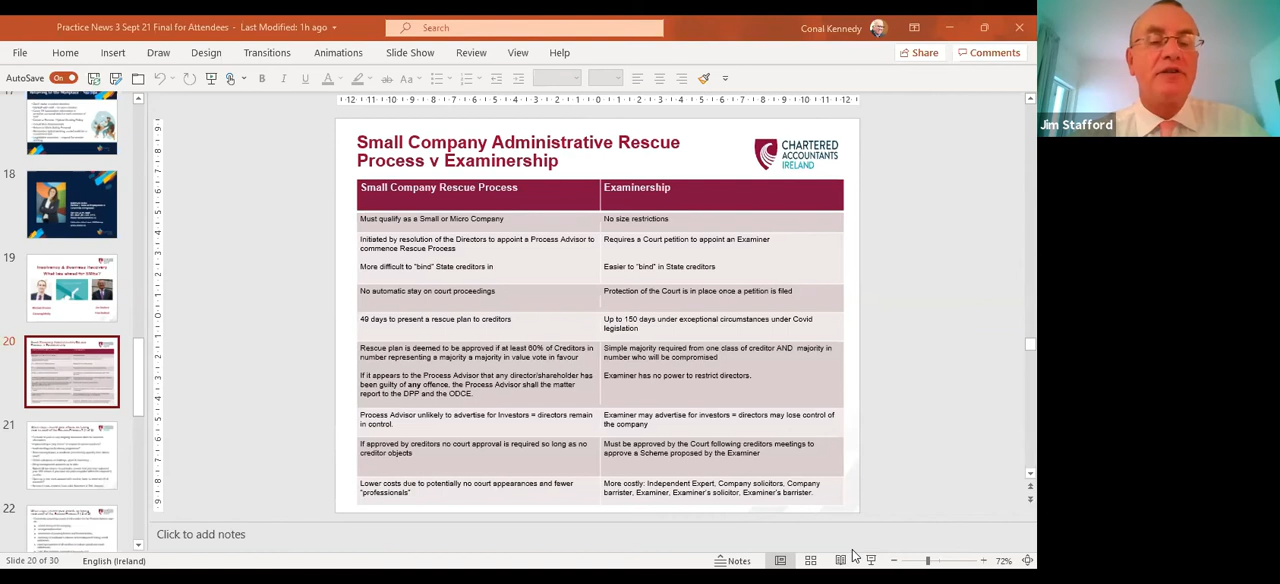 Practice News 3 Sept 21 Final for Attendees - Last Modified: 1h ago
Search
Conal Kennedy
File Home Insert Draw Design Transitions Animations Slide Show Review View Help
Share Comments
AutoSave On
Jim Stafford
18
19
20
21
22
Small Company Administrative Rescue
Process v Examinership
CHARTERED
ACCOUNTANTS
IRELAND
Small Company Rescue Process Examinership
Must qualify as a Small or Micro Company No size restrictions
Initiated by resolution of the Directors to appoint a Process Advisor to Requires a Court petition to appoint an Examiner
commence Rescue Process
More difficult to "bind" State creditors in Easier to "bind" in State creditors
No automatic stay on court proceedings Protection of the Court is in place once a petition is filed
49 days to present a rescue plan to creditors Up to 150 days under exceptional circumstances under Covid
legislation
Rescue plan is deemed to be approved if at least 60% of Creditors in Simple majority required from one class of creditor AND majority in
number representing a majority a majority in value vote in favour number who will be compromised
If it appears to the Process Advisor that any director/shareholder has Examiner has no power to restrict directors.
been guilty of any offence, the Process Advisor shall the matter
report to the DPP and the ODCE.
Process Advisor unlikely to advertise for Investors = directors remain Examiner may advertise for investors = directors may lose control of
in control. the company
If approved by creditors no court approval is required so long as no Must be approved by the Court following creditors meetings to
creditor objects approve a Scheme proposed by the Examiner
Lower costs due to potentially no court appearances and fewer More costly: Independent Expert, Company solicitors, Company
"professionals" barrister, Examiner, Examiner's solicitor, Examiner's barrister.
Click to add notes
Slide 20 of 30 English (Ireland) Notes 72%